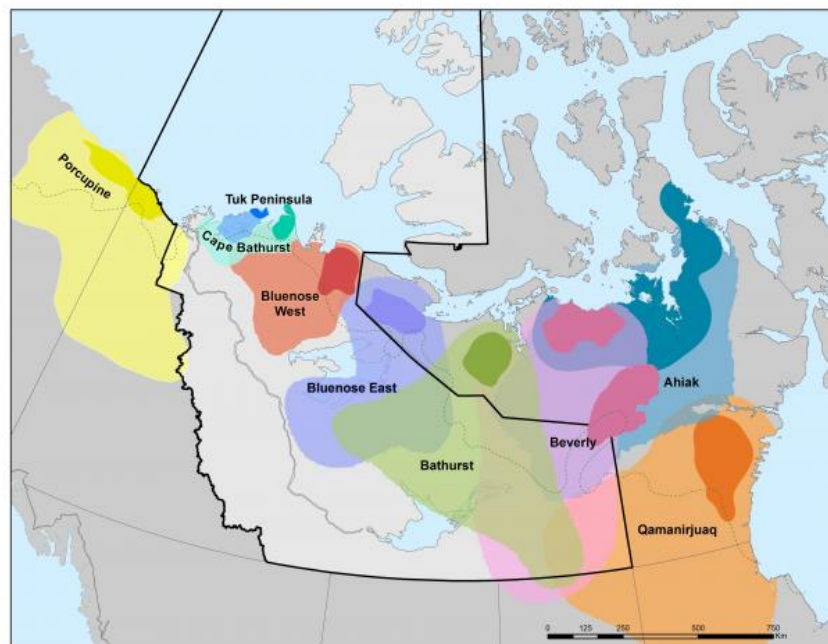 Porcupine
Tuk Peninsula
Cape Bathurst
Bluenose
West
Bluenose East
Ahiak
Beverly
Bathurst
Qamanirjuaq
0 125 250 500 750
Km